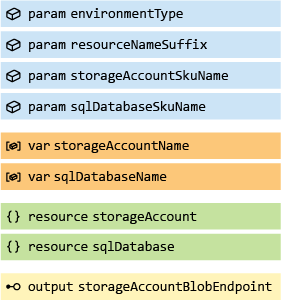 param environmentType
param resourceNameSuffix
param storageAccountSkuName
param sqlDatabaseSkuName
var storageAccountName
var sqlDatabaseName
{} resource storageAccount
{} resource sqlDatabase
output storageAccountBlobEndpoint